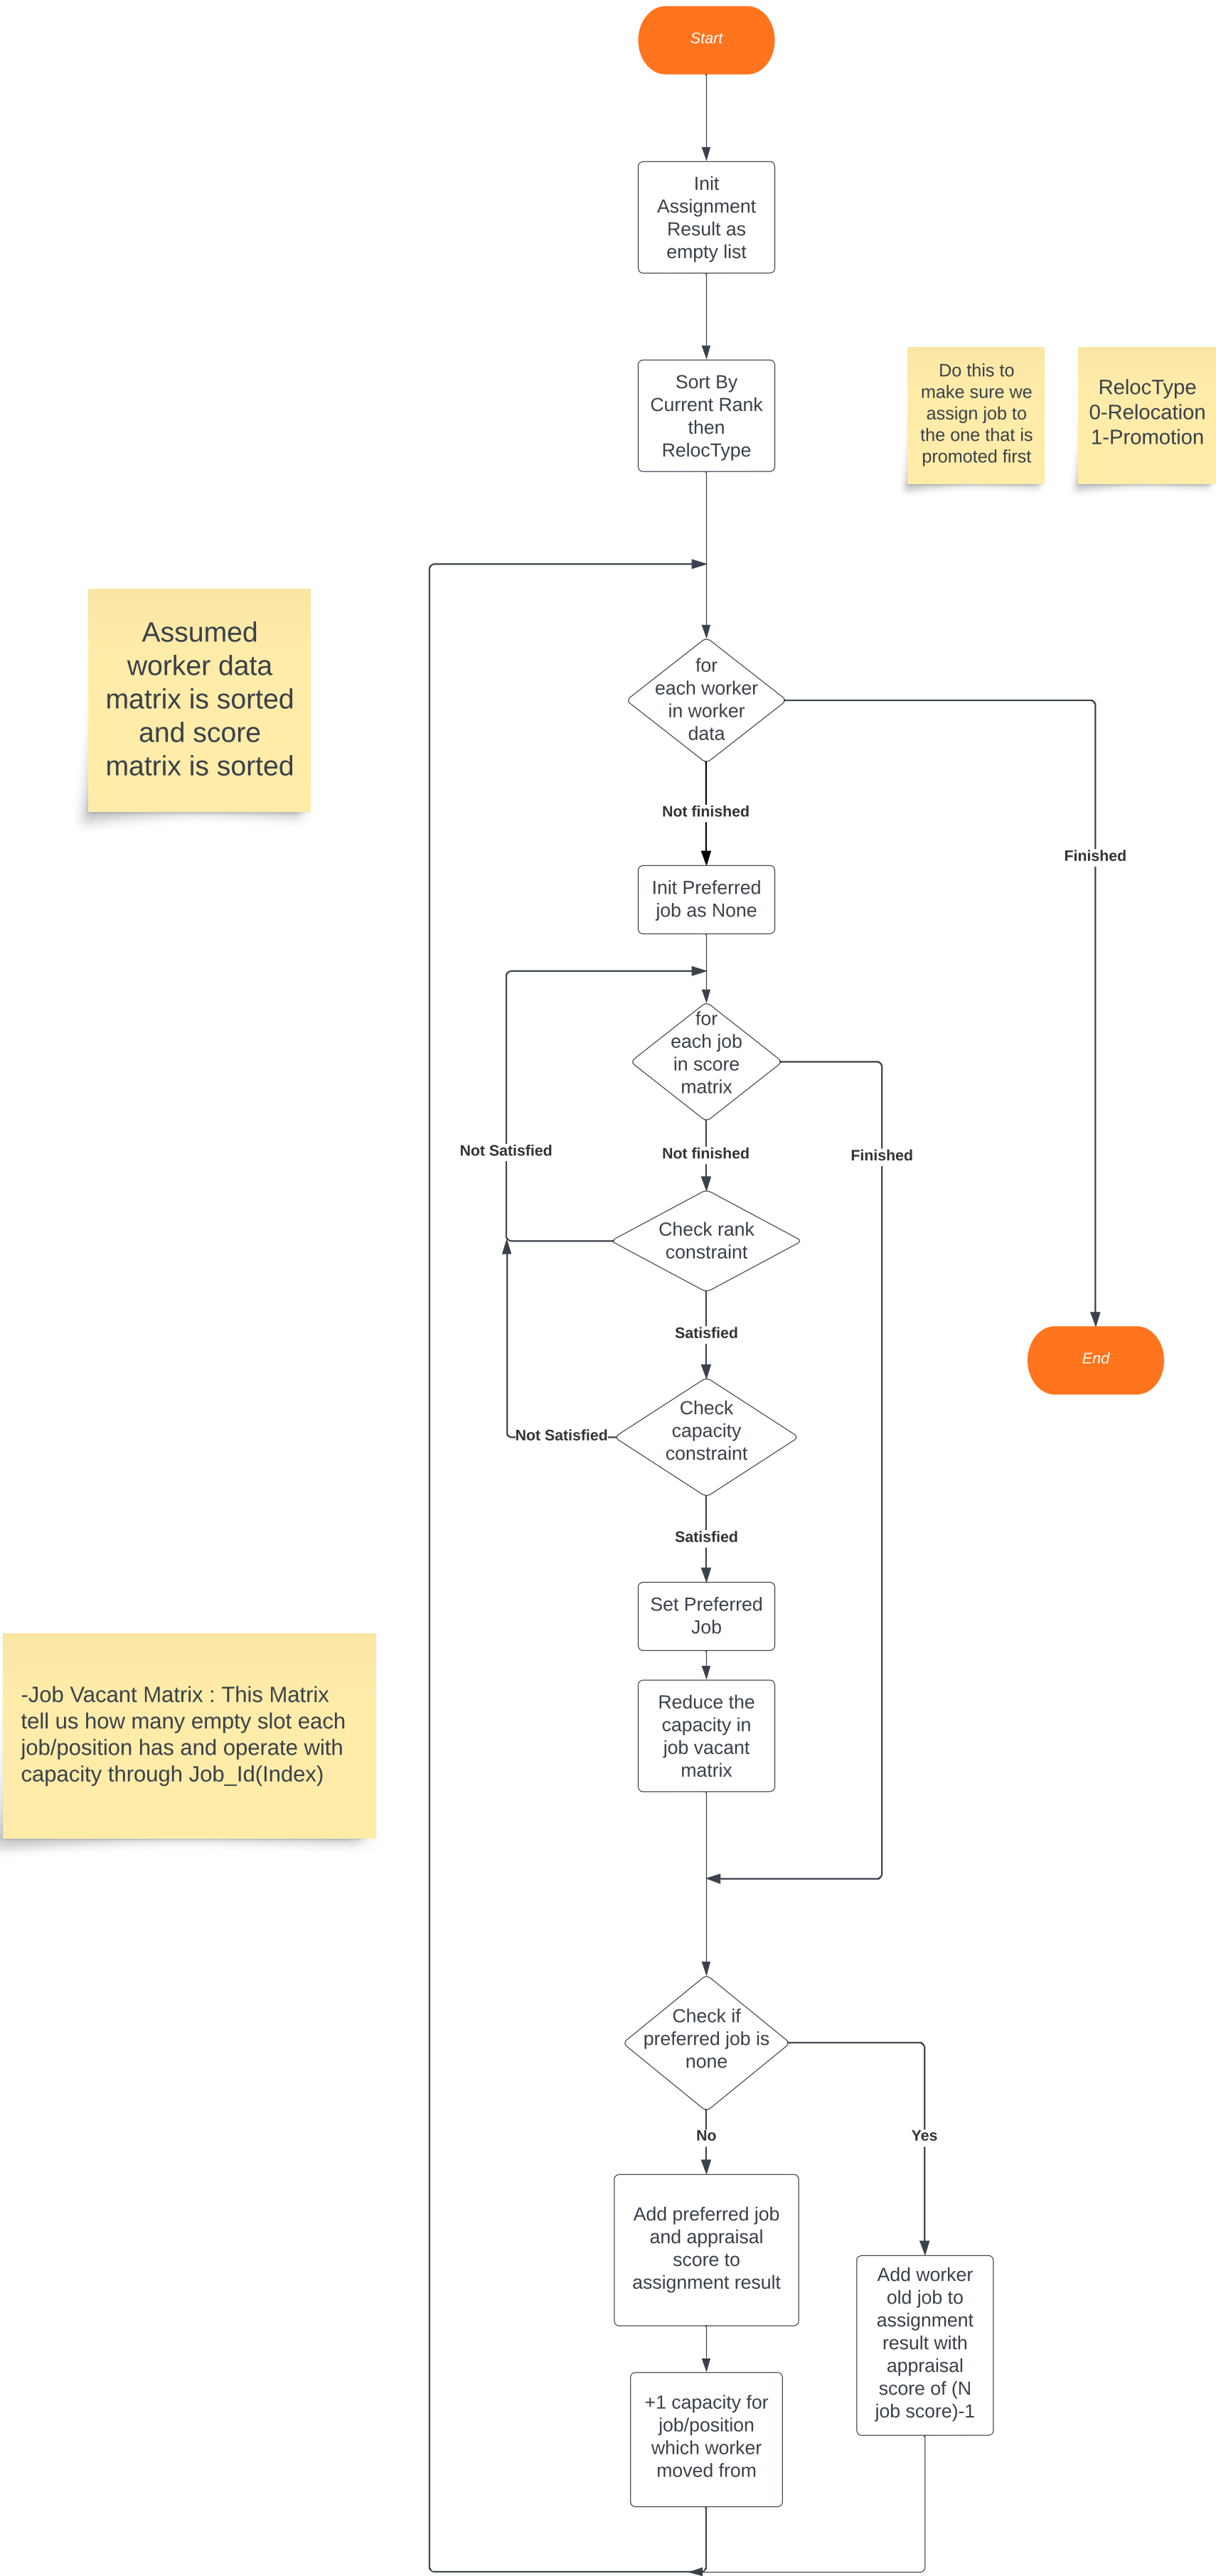 Start
Init
Assignment
Result as
empty list
Sort By
Current Rank
then
RelocType
Do this to
make sure we
assign job to
the one that is
promoted first
RelocType
0-Relocation
1-Promotion
Assumed
worker data
matrix is sorted
and score
matrix is sorted
for
each worker
in worker
data
Not finished
Finished
Init Preferred
job as None
for
each job
in score
matrix
Not Satisfied
Not finished
Finished
Check rank
constraint
Satisfied
End
Check
capacity
constraint
Not Satisfied
Satisfied
Set Preferred
Job
-Job Vacant Matrix : This Matrix
tell us how many empty slot each
job/position has and operate with
capacity through Job_Id(Index)
Reduce the
capacity in
job vacant
matrix
Check if
preferred job is
none
No
Yes
Add preferred job
and appraisal
score to
assignment result
Add worker
old job to
assignment
result with
appraisal
score of (N
job score)-1
+1 capacity for
job/position
which worker
moved from